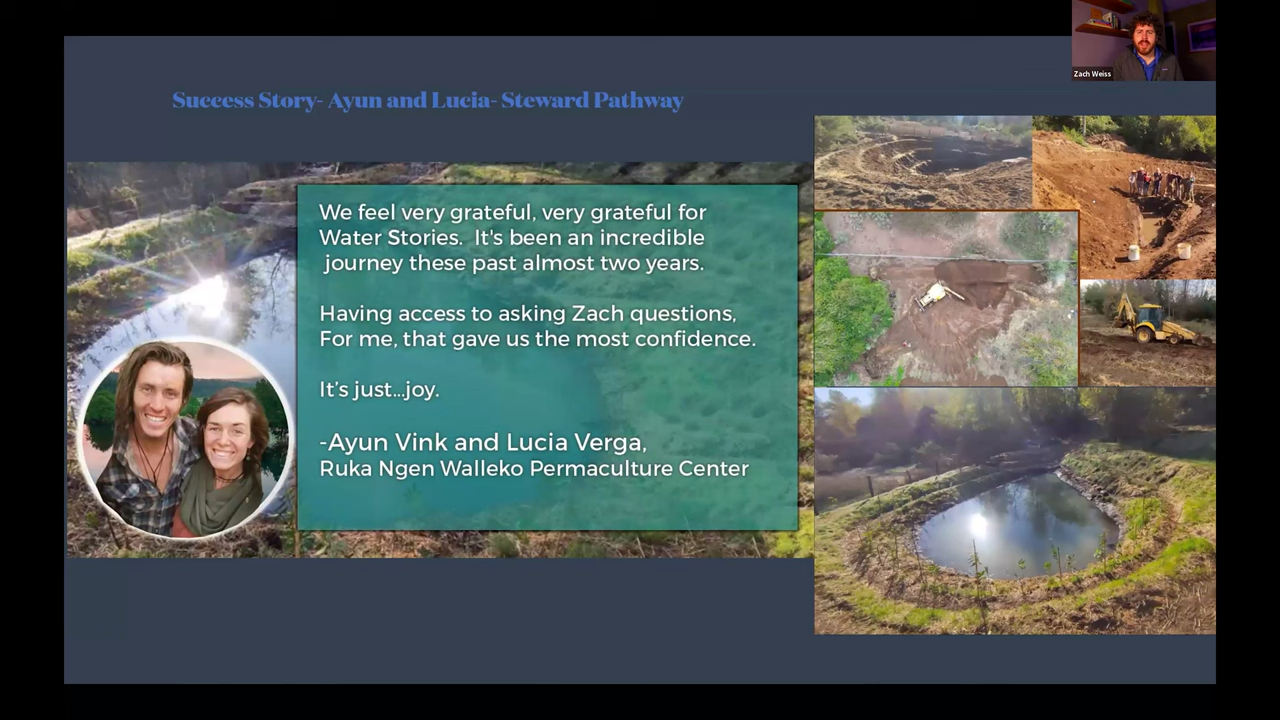 Zach Weiss
Success Story- Ayun and Lucia- Steward Pathway
We feel very grateful, very grateful for
Water Stories.  It's been an incredible
journey these past almost two years.
Having access to asking Zach questions,
For me, that gave us the most confidence.
It's just...joy.
-Ayun Vink and Lucia Verga,
Ruka Ngen Walleko Permaculture Center